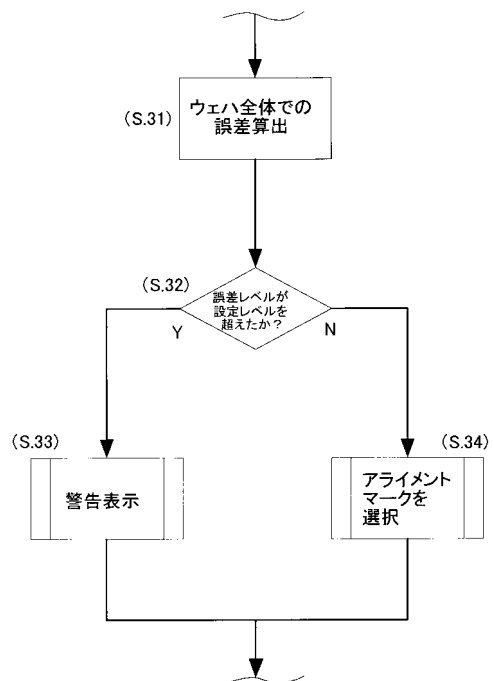 (S.31)
ウェハ全体での
誤差算出
(S.32)
誤差レベルが
設定レベルを
超えたか?
Y
N
(S.33)
警告表示
(S.34)
アライメント
マークを
選択